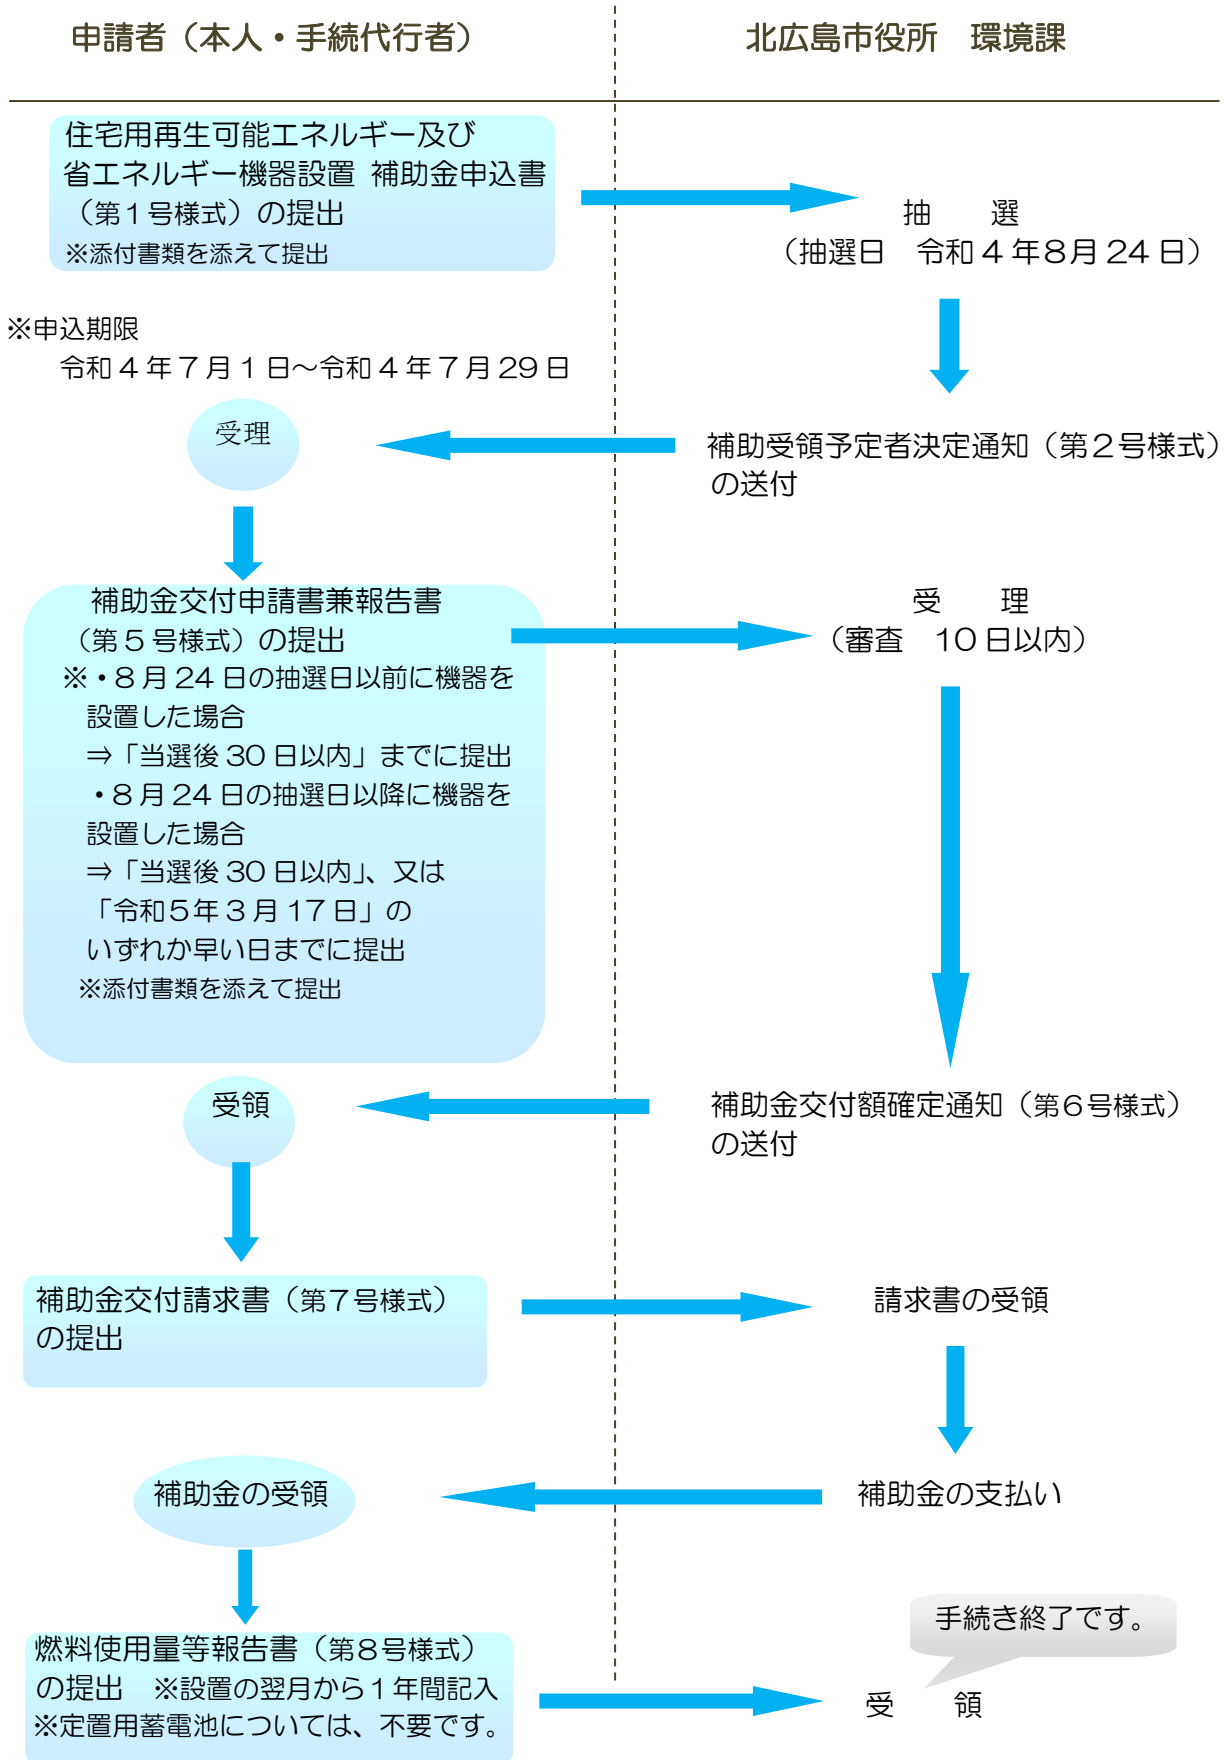 申請者（本人・手続代行者）
北広島市役所　環境課
住宅用再生可能エネルギー及び
省エネルギー機器設置 補助金申込書
（第１号様式）の提出
※添付書類を添えて提出
抽　　選
（抽選日　令和４年８月24日）
※申込期限
令和４年７月１日～令和４年７月29日
受理
補助受領予定者決定通知（第２号様式）
の送付
補助金交付申請書兼報告書
（第５号様式）の提出
※・８月24日の抽選日以前に機器を
設置した場合
⇒「当選後30日以内」までに提出
・８月24日の抽選日以降に機器を
設置した場合
⇒「当選後30日以内」、又は
「令和５年３月17日」の
いずれか早い日までに提出
※添付書類を添えて提出
受　　理
（審査　10日以内）
受領
補助金交付額確定通知（第６号様式）
の送付
補助金交付請求書（第７号様式）
の提出
請求書の受領
補助金の受領
補助金の支払い
手続き終了です。
燃料使用量等報告書（第８号様式）
の提出　※設置の翌月から１年間記入
※定置用蓄電池については、不要です。
受　　領